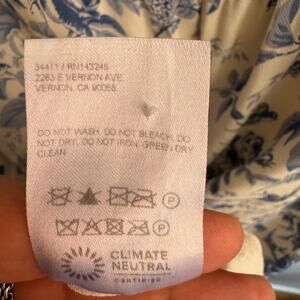 34411 / RN143245
2263 E VERNON AVE.
VERNON, CA 90058
DO NOT WASH. DO NOT BLEACH. DO
NOT DRY. DO NOT IRON. GREEN DRY
CLEAN
P
P
CLIMATE
NEUTRAL
CERTIFIED